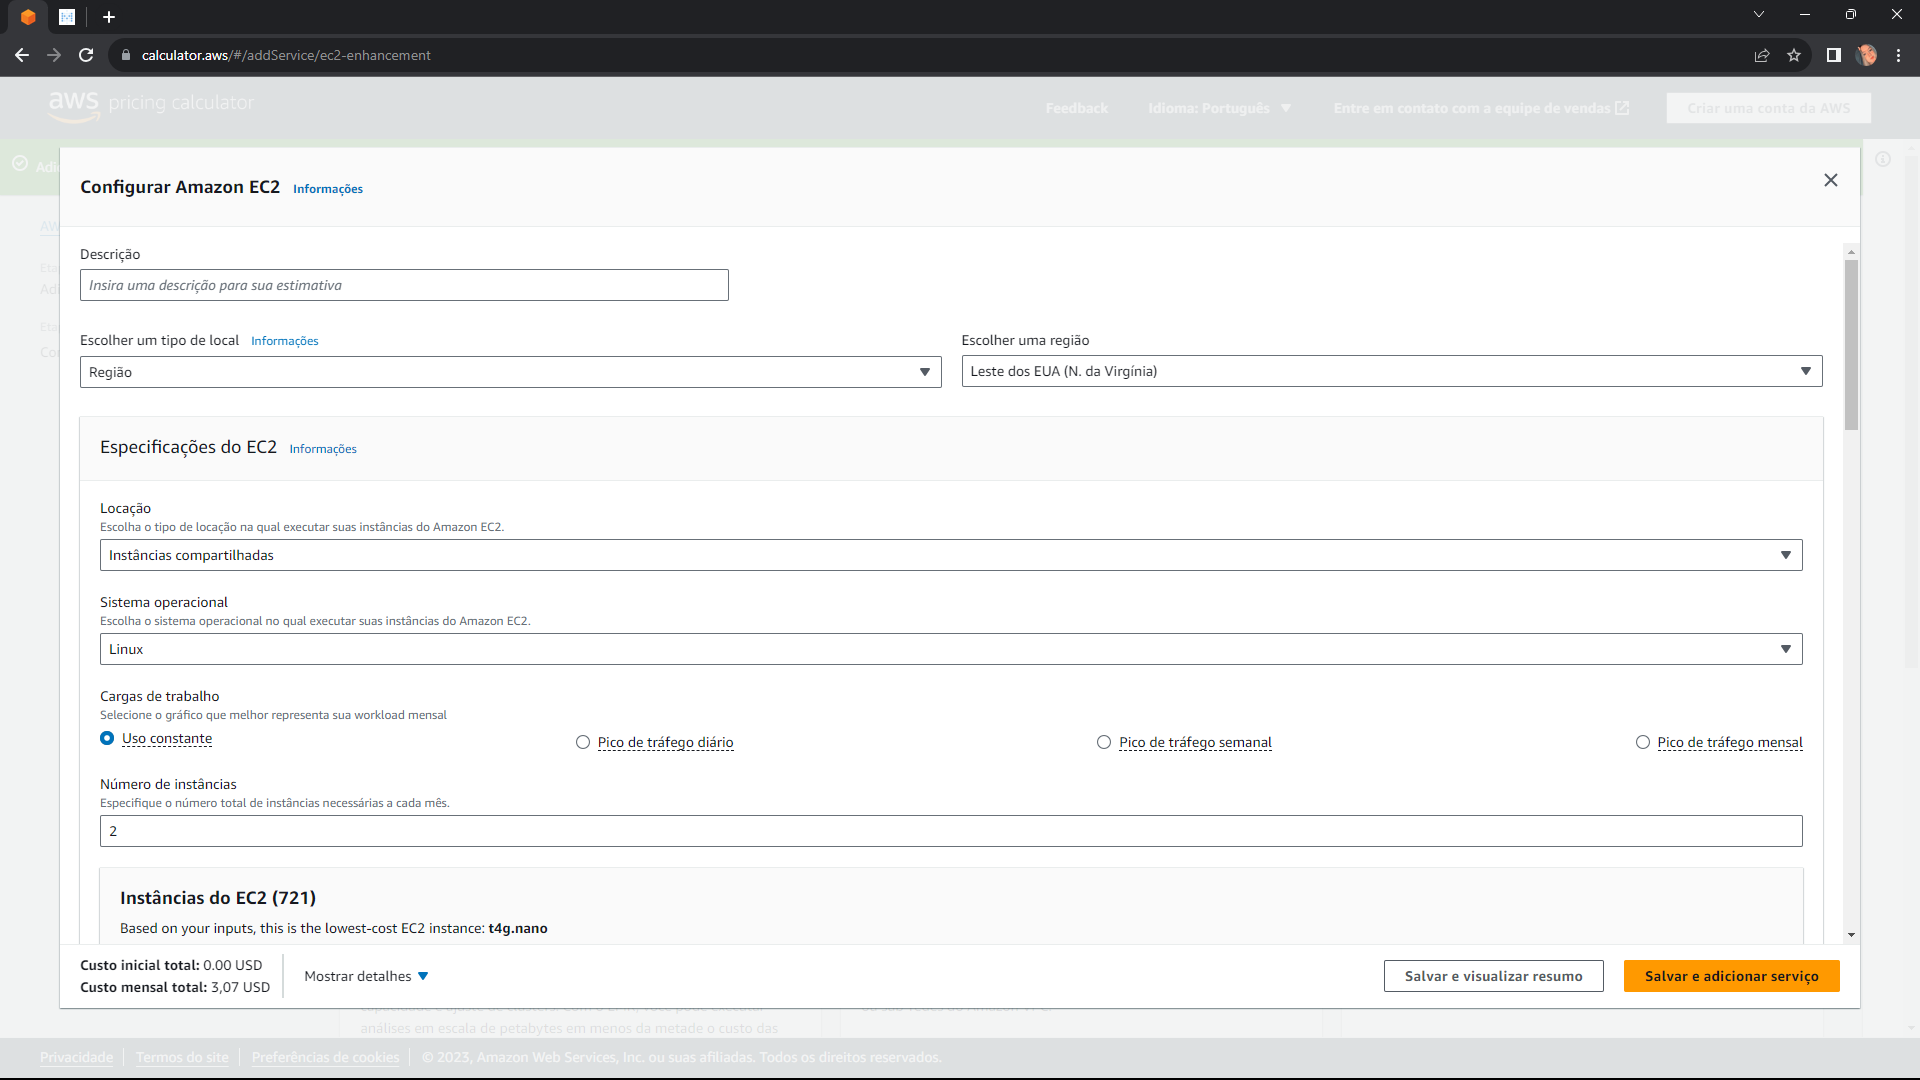 calculator.aws/#/addService/ec2-enhancement
aws pricing calculator
Feedback
Idioma: Português
Entre em contato com a equipe de vendas
Criar uma conta da AWS
Configurar Amazon EC2 Informações
Descrição
Insira uma descrição para sua estimativa
Escolher um tipo de local Informações
Região
Escolher uma região
Leste dos EUA (N. da Virgínia)
Especificações do EC2 Informações
Locação
Escolha o tipo de locação na qual executar suas instâncias do Amazon EC2.
Instâncias compartilhadas
Sistema operacional
Escolha o sistema operacional no qual executar suas instâncias do Amazon EC2.
Linux
Cargas de trabalho
Selecione o gráfico que melhor representa sua workload mensal
Uso constante
Pico de tráfego diário
Pico de tráfego semanal
Pico de tráfego mensal
Número de instâncias
Especifique o número total de instâncias necessárias a cada mês.
2
Instâncias do EC2 (721)
Based on your inputs, this is the lowest-cost EC2 instance: t4g.nano
Custo inicial total: 0.00 USD
Custo mensal total: 3,07 USD
Mostrar detalhes
Salvar e visualizar resumo
Salvar e adicionar serviço
análises em escala de petabytes em menos da metade o custo das
Privacidade
Termos do site
Preferências de cookies
© 2023, Amazon Web Services, Inc. ou suas afiliadas. Todos os direitos reservados.